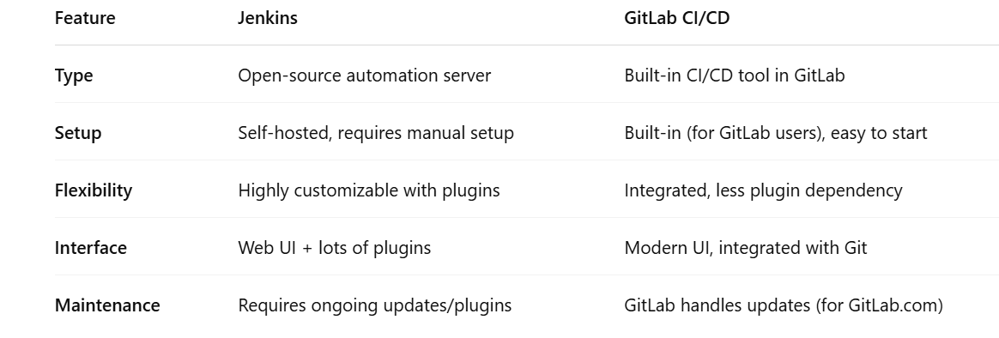 Feature Jenkins GitLab CI/CD
Type Open-source automation server Built-in CI/CD tool in GitLab
Setup Self-hosted, requires manual setup Built-in (for GitLab users), easy to start
Flexibility Highly customizable with plugins Integrated, less plugin dependency
Interface Web UI + lots of plugins Modern UI, integrated with Git
Maintenance Requires ongoing updates/plugins GitLab handles updates (for GitLab.com)